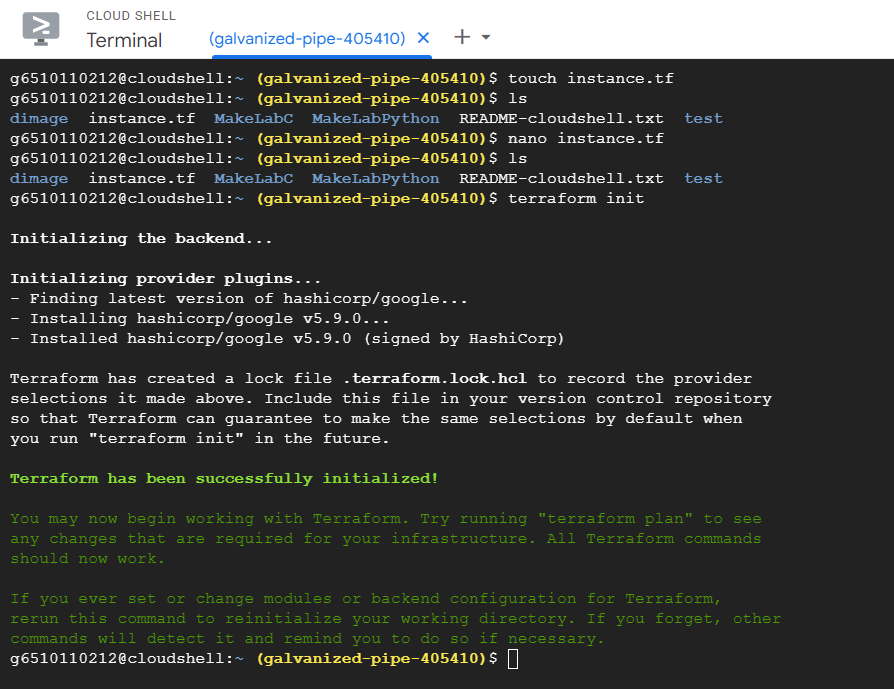 CLOUD SHELL
Terminal
(galvanized-pipe-405410)
g6510110212@cloudshell:~ (galvanized-pipe-405410)$ touch instance.tf
g6510110212@cloudshell:~ (galvanized-pipe-405410)$ ls
dimage instance.tf MakeLabC MakeLabPython README-cloudshell.txt test
g6510110212@cloudshell:~ (galvanized-pipe-405410)$ nano instance.tf
g6510110212@cloudshell:~ (galvanized-pipe-405410)$ ls
dimage instance.tf MakeLabC MakeLabPython README-cloudshell.txt test
g6510110212@cloudshell:~ (galvanized-pipe-405410)$ terraform init
Initializing the backend...
Initializing provider plugins...
- Finding latest version of hashicorp/google...
- Installing hashicorp/google v5.9.0...
- Installed hashicorp/google v5.9.0 (signed by HashiCorp)
Terraform has created a lock file .terraform.lock.hcl to record the provider
selections it made above. Include this file in your version control repository
so that Terraform can guarantee to make the same selections by default when
you run "terraform init" in the future.
Terraform has been successfully initialized!
You may now begin working with Terraform. Try running "terraform plan" to see
any changes that are required for your infrastructure. All Terraform commands
should now work.
If you ever set or change modules or backend configuration for Terraform,
rerun this command to reinitialize your working directory. If you forget, other
commands will detect it and remind you to do so if necessary.
g6510110212@cloudshell:~ (galvanized-pipe-405410)$